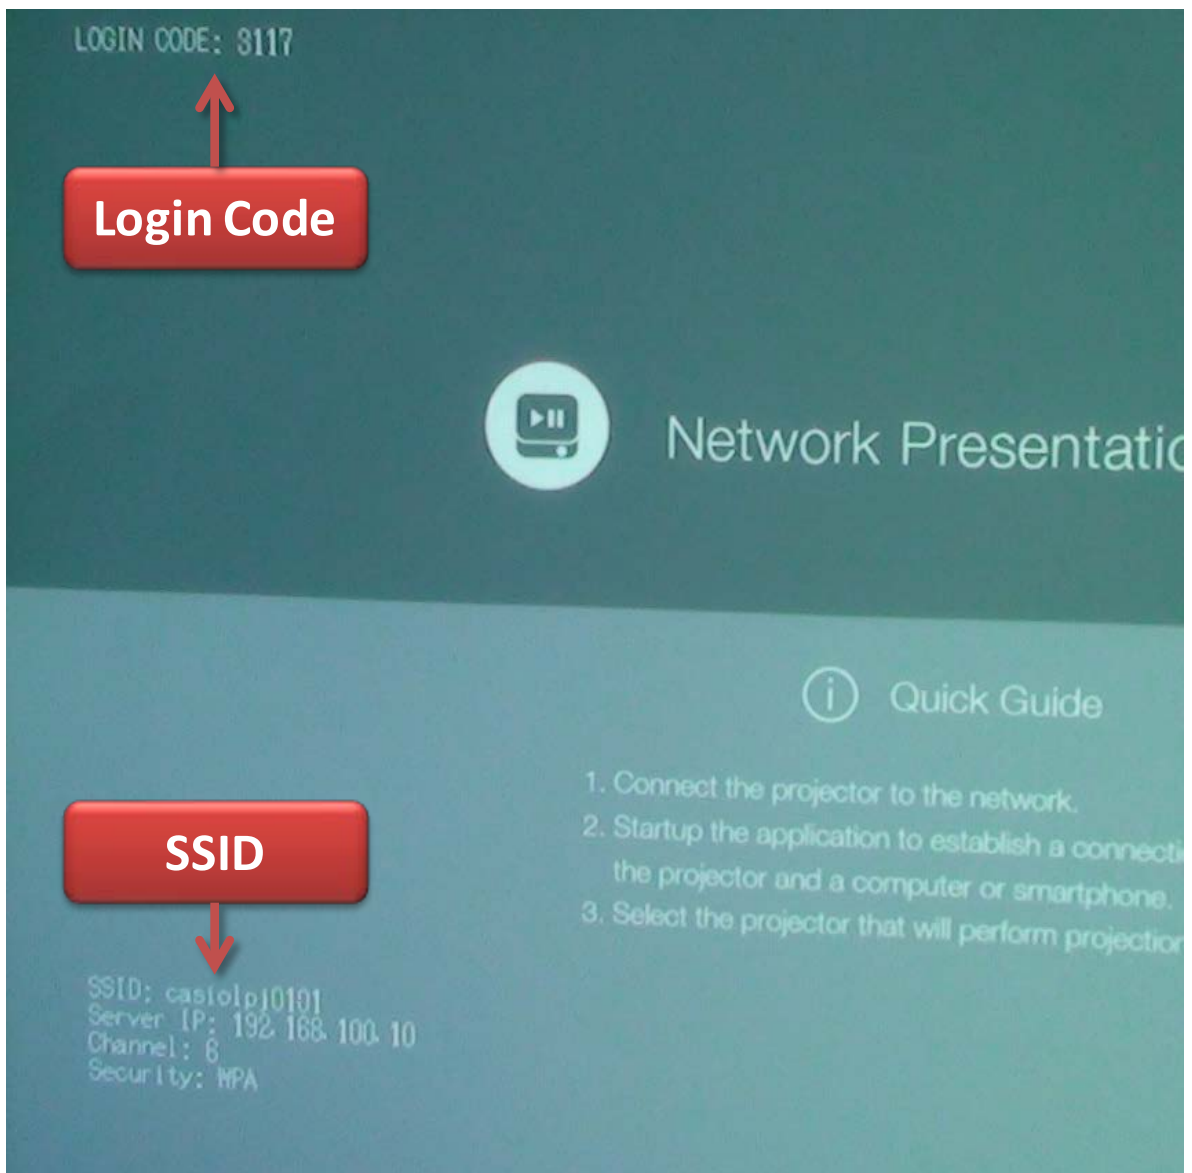 LOGIN CODE: 3117
Login Code
Network Presentatio
Quick Guide
1. Connect the projector to the network.
2. Startup the application to establish a connecti
the projector and a computer or smartphone.
3. Select the projector that will perform projection
SSID
SSID: casiolpj0101
Server IP: 192.168.100.10
Channel: 6
Security: WPA